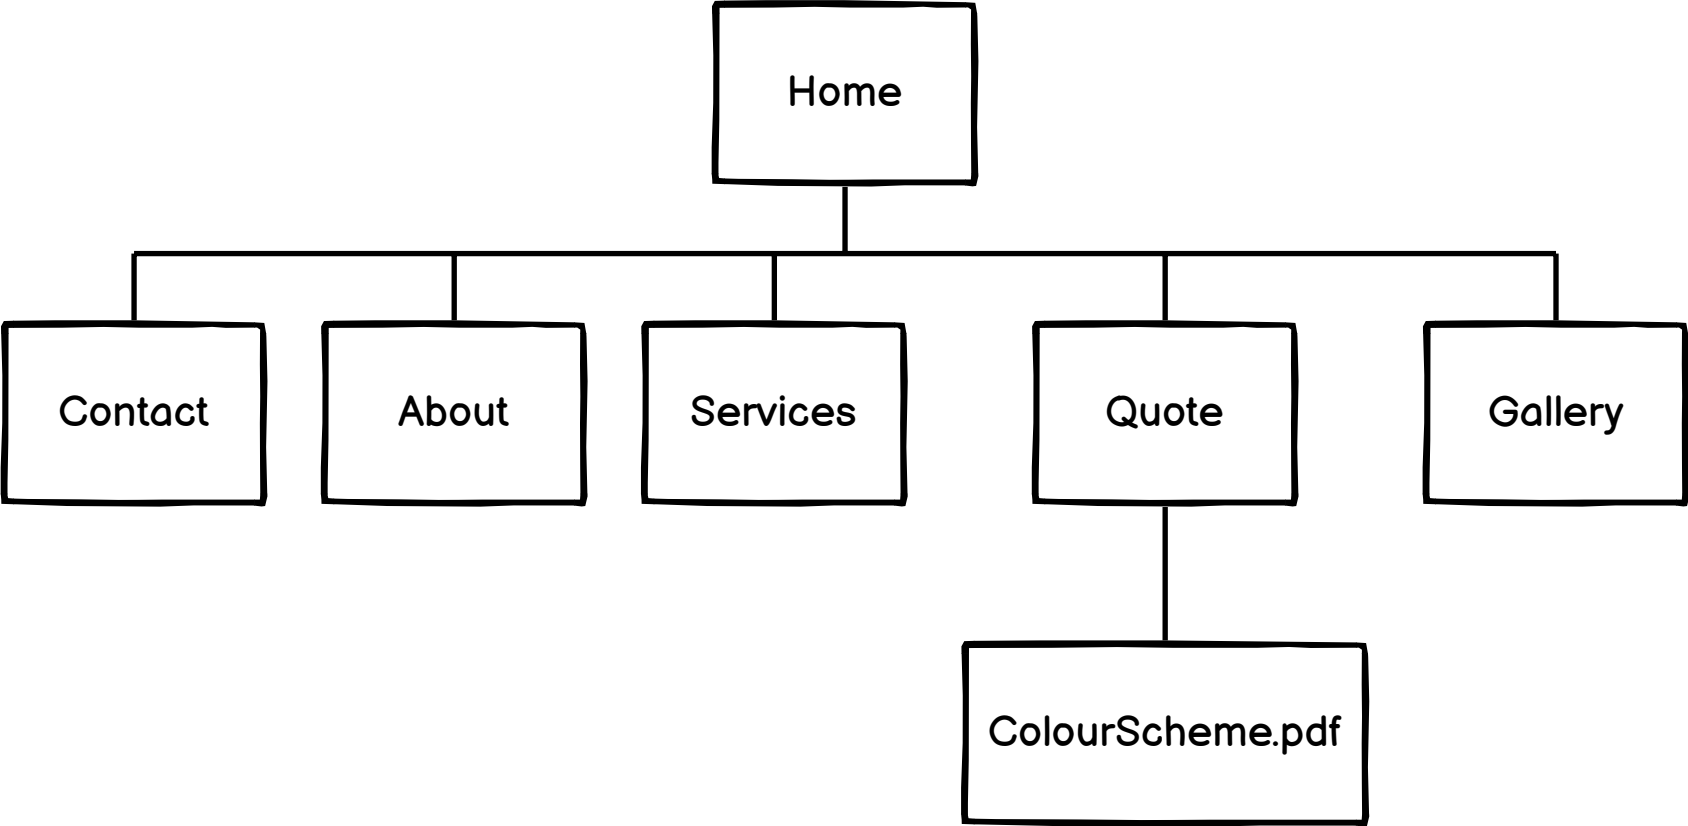 Home
Contact
About
Services
Quote
Gallery
ColourScheme.pdf